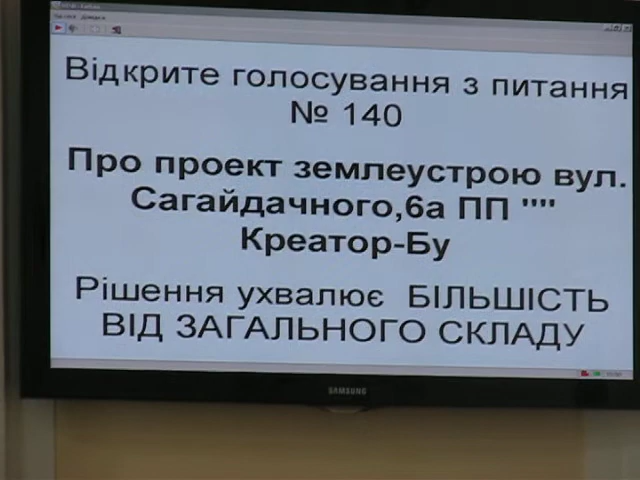 Відкрите голосування з питання
№ 140
Про проект землеустрою вул.
Сагайдачного,6а ПП """
Креатор-Бу
Рішення ухвалює БІЛЬШІСТЬ
ВІД ЗАГАЛЬНОГО СКЛАДУ
SAMSUNG